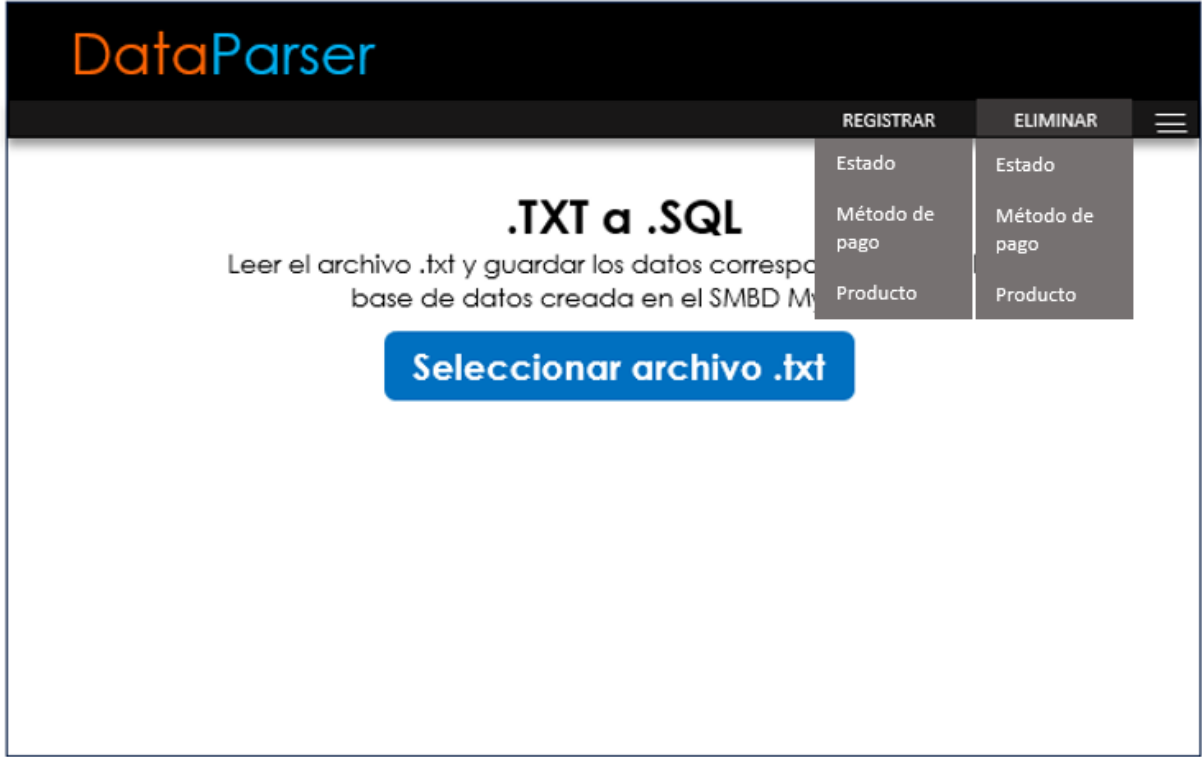 DataParser
REGISTRAR
ELIMINAR
Estado
Método de
pago
Producto
Estado
Método de
pago
Producto
.TXT a .SQL
Leer el archivo .txt y guardar los datos
base de datos creada en el SMBD
Seleccionar archivo .txt